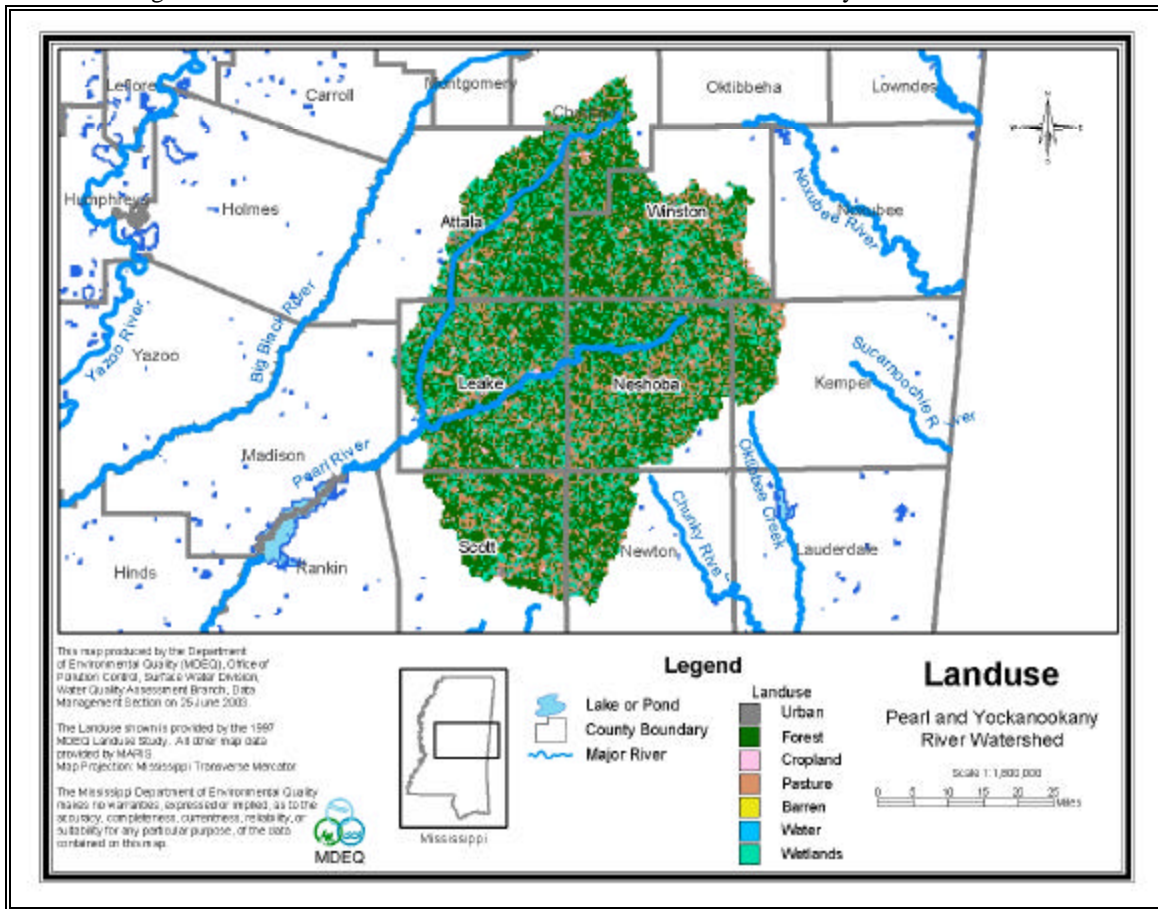 Leflore
Carroll
Montgomery
Oktibbeha
Lowndes
Humphreys
Holmes
Attala
Winston
Noxubee
Noxubee River
Yazoo River
Yazoo
Big Black River
Leake
Neshoba
Kemper
Sucarnoochie River
Madison
Pearl River
Oktibbee Creek
Chunky River
Hinds
Rankin
Scott
Newton
Lauderdale
This map produced by the Department
of Environmental Quality (MDEQ), Office of
Pollution Control, Surface Water Division,
Water Quality Assessment Branch, Data
Management Section on 25 June 2003.
The Landuse shown is provided by the 1997
MDEQ Landuse Study. All other map data
provided by MARIS
Map Projection: Mississippi Transverse Mercator
The Mississippi Department of Environmental Quality
makes no warranties, expressed or implied, as to the
accuracy, completeness, currentness, reliability, or
suitability for any particular purpose, of the data
contained on this map.
MDEQ
Mississippi
Legend
Lake or Pond
County Boundary
Major River
Landuse
Urban
Forest
Cropland
Pasture
Barren
Water
Wetlands
Landuse
Pearl and Yockanookany
River Watershed
Scale 1:1,800,000
0 5 10 15 20 25
Miles